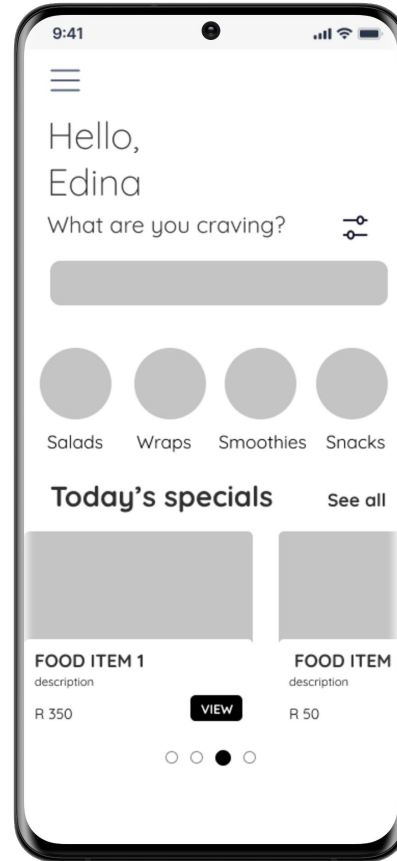 9:41
Hello,
Edina
What are you craving?
Salads Wraps Smoothies Snacks
Today's specials See all
FOOD ITEM 1 FOOD ITEM
description description
R 350 VIEW R 50